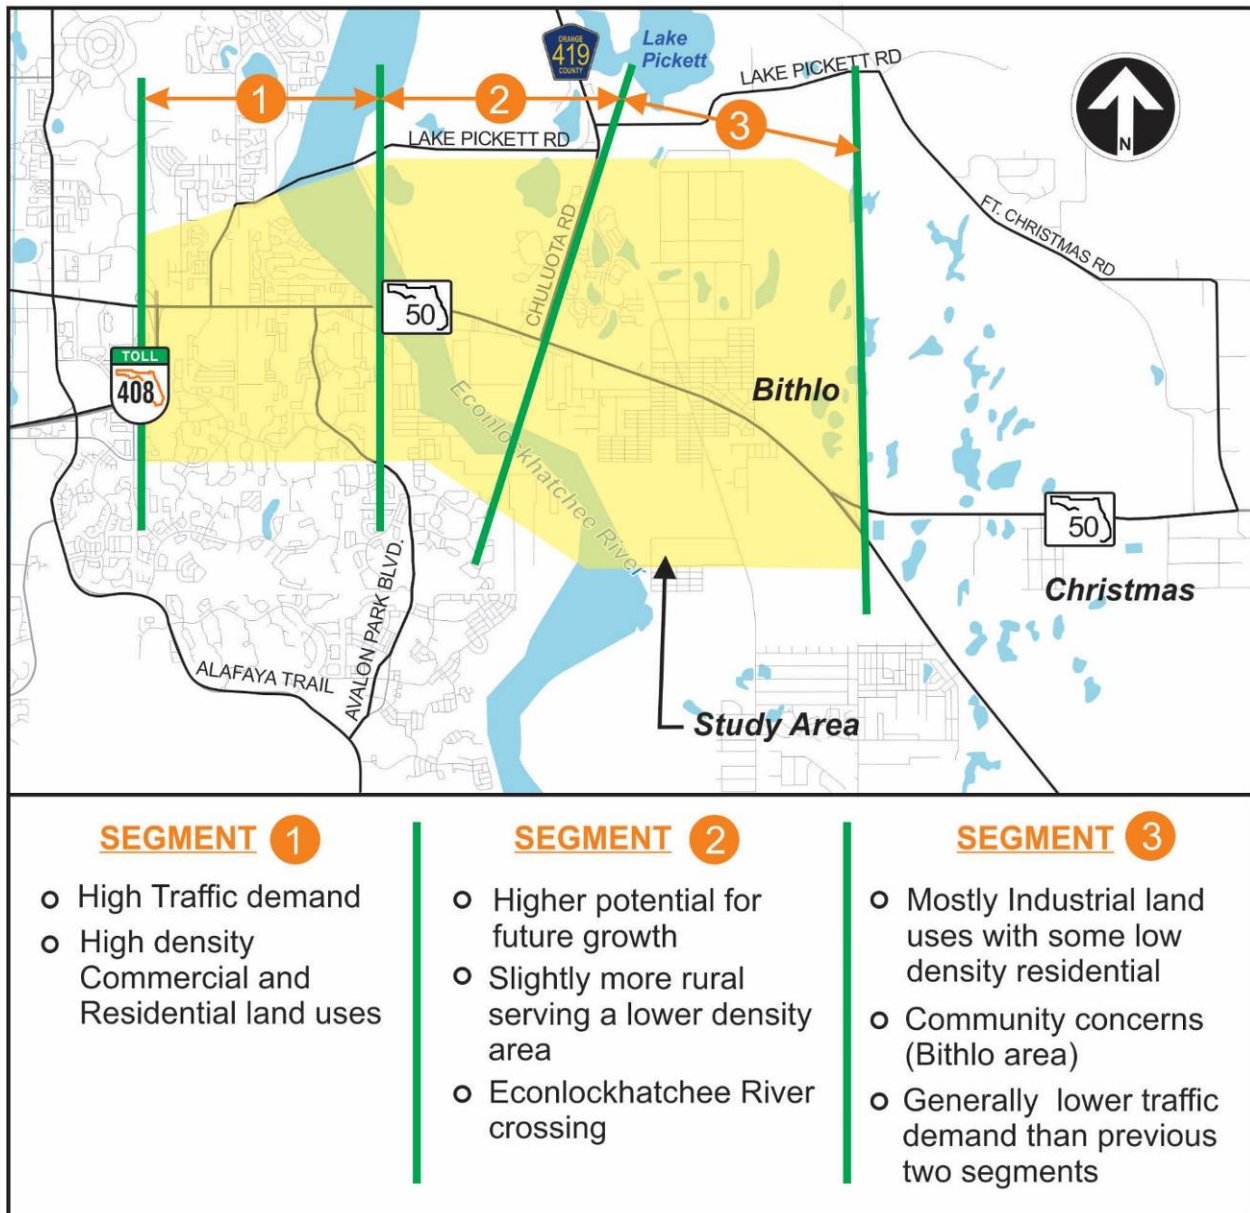 ORANGE
419
COUNTY
Lake
Pickett
LAKE PICKETT RD
1
2
3
LAKE PICKETT RD
N
FT. CHRISTMAS RD
CHULUOTA RD
50
TOLL
408
Bithlo
Econlockhatchee River
50
Christmas
AVALON PARK BLVD.
ALAFAYA TRAIL
Study Area
SEGMENT 1
o High Traffic demand
o High density
Commercial and
Residential land uses
SEGMENT 2
o Higher potential for
future growth
o Slightly more rural
serving a lower density
area
o Econlockhatchee River
crossing
SEGMENT 3
o Mostly Industrial land
uses with some low
density residential
o Community concerns
(Bithlo area)
o Generally lower traffic
demand than previous
two segments